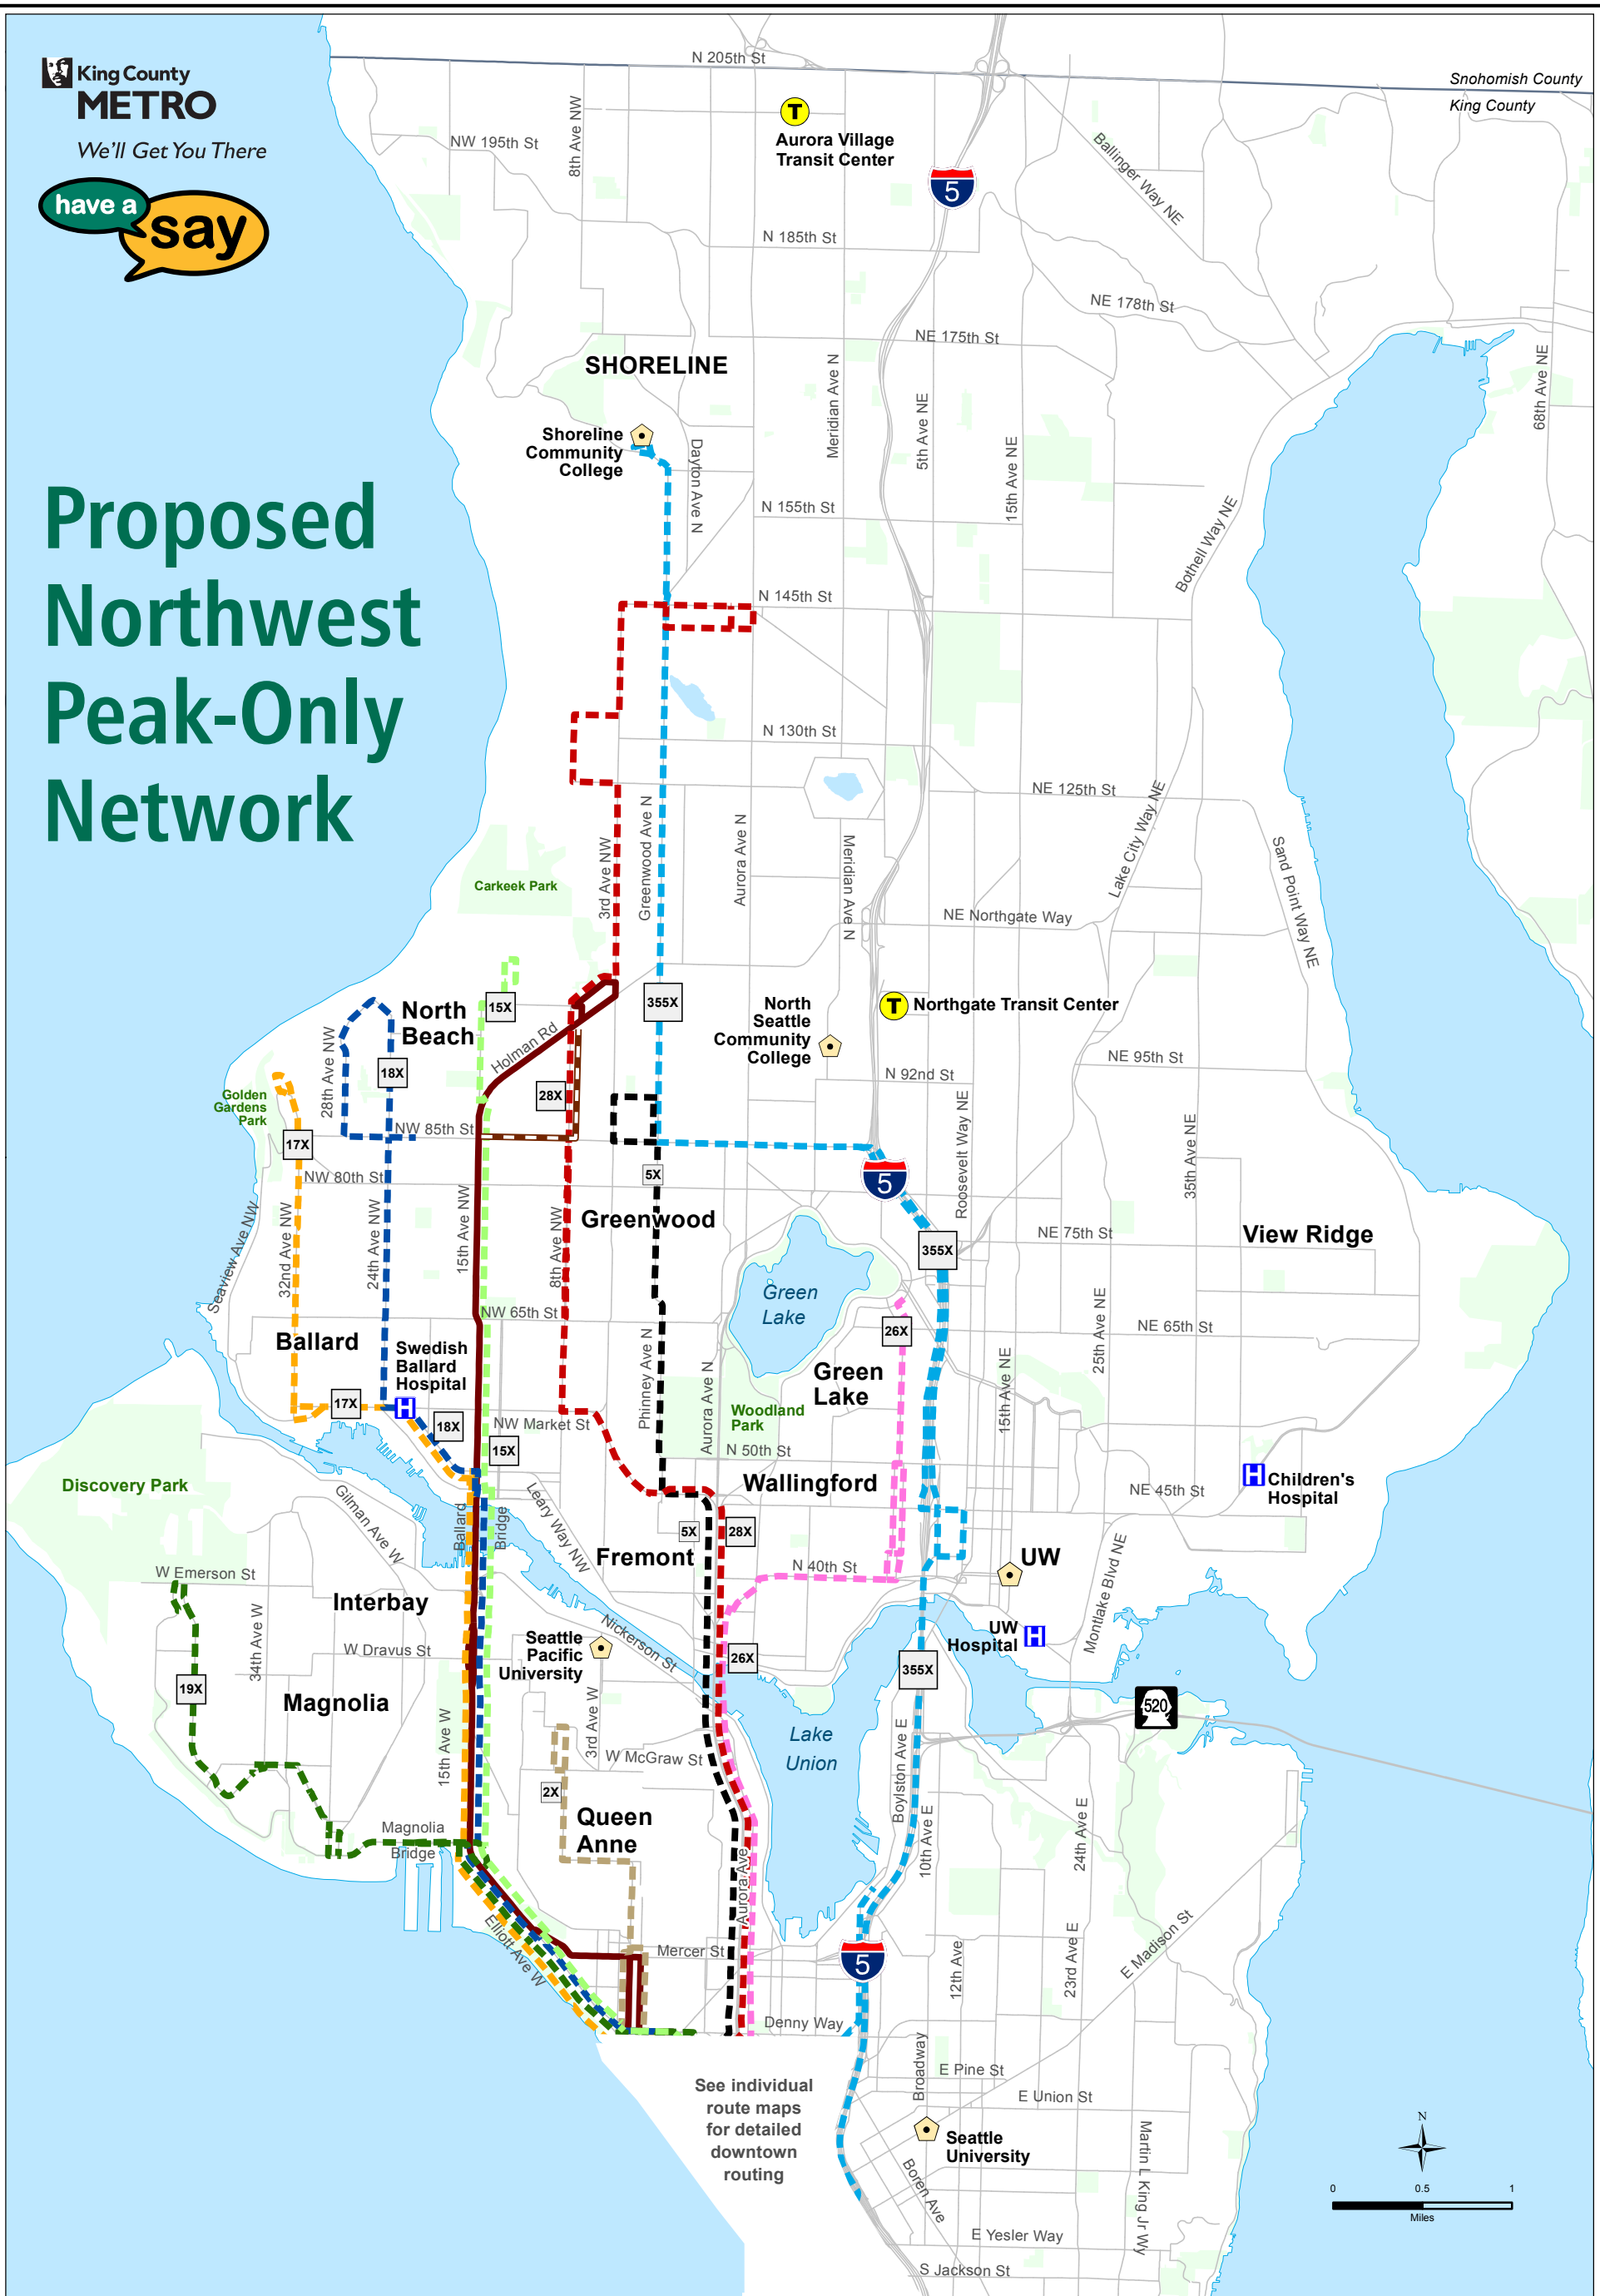 King County
METRO
We'll Get You There
have a
say
Proposed
Northwest
Peak-Only
Network
N 205th St
Snohomish County
King County
T
Aurora Village
Transit Center
8th Ave NW
NW 195th St
Ballinger Way NE
5
N 185th St
NE 178th St
NE 175th St
SHORELINE
Meridian Ave N
68th Ave NE
5th Ave NE
Shoreline
Community
College
Dayton Ave N
15th Ave NE
N 155th St
Bothell Way NE
N 145th St
N 130th St
NE 125th St
Lake City Way NE
Greenwood Ave N
3rd Ave NW
Aurora Ave N
Meridian Ave N
Sand Point Way NE
Carkeek Park
NE Northgate Way
15X
355X
North
Beach
North
Seattle
Community
College
T
Northgate Transit Center
Holman Rd
28th Ave NW
18X
NE 95th St
N 92nd St
Golden
Gardens
Park
28X
Roosevelt Way NE
35th Ave NE
NW 85th St
17X
NW 80th St
5X
5
Seaview Ave NW
32nd Ave NW
24th Ave NW
15th Ave NW
8th Ave NW
Greenwood
NE 75th St
View Ridge
355X
Green
Lake
NW 65th St
26X
NE 65th St
25th Ave NE
Ballard
Swedish
Ballard
Hospital
H
Phinney Ave N
Aurora Ave N
Green
Lake
15th Ave NE
17X
18X
NW Market St
Woodland
Park
15X
N 50th St
Discovery Park
Wallingford
H
Children's
Hospital
NE 45th St
Gilman Ave W
Ballard
Bridge
Leary Way NW
5X
28X
Fremont
N 40th St
UW
Montlake Blvd NE
W Emerson St
Interbay
34th Ave W
W Dravus St
Seattle
Pacific
University
Nickerson St
UW
Hospital
H
26X
355X
19X
Magnolia
3rd Ave W
520
15th Ave W
W McGraw St
Lake
Union
Boylston Ave E
2X
10th Ave E
24th Ave E
Queen
Anne
Magnolia
Bridge
Aurora Ave
Elliott Ave W
Mercer St
5
12th Ave
23rd Ave E
E Madison St
Denny Way
Broadway
E Pine St
E Union St
See individual
route maps
for detailed
downtown
routing
Seattle
University
Boren Ave
Martin L King Jr Wy
E Yesler Way
S Jackson St
N
0 0.5 1
Miles